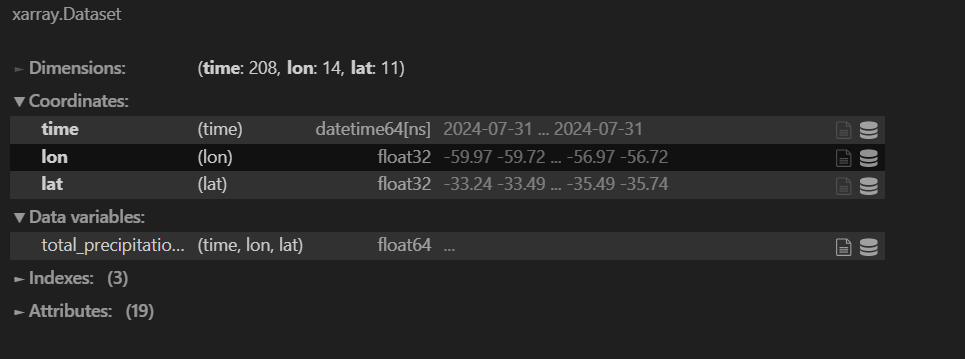 xarray.Dataset
► Dimensions: (time: 208, lon: 14, lat: 11)
▼ Coordinates:
time (time) datetime64[ns] 2024-07-31 ... 2024-07-31
lon (lon) float32 -59.97 -59.72 ... -56.97 -56.72
lat (lat) float32 -33.24 -33.49 ... -35.49 -35.74
▼ Data variables:
total_precipitatio... (time, lon, lat) float64 ...
► Indexes: (3)
► Attributes: (19)